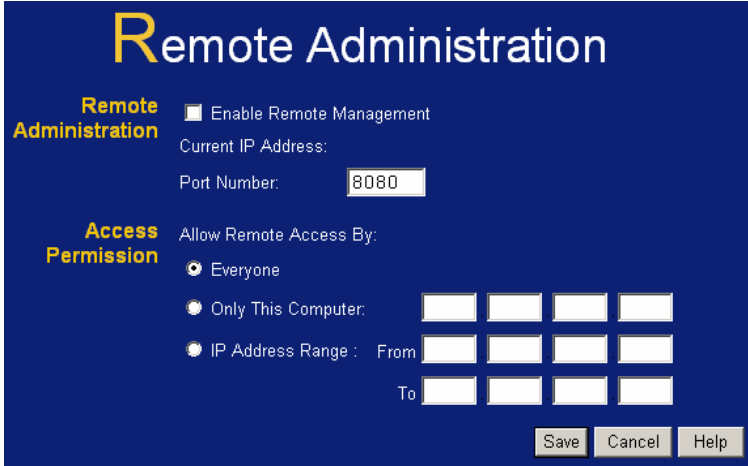 Remote Administration
Remote Administration
Enable Remote Management
Current IP Address:
Port Number: 8080
Access Permission
Allow Remote Access By:
Everyone
Only This Computer:
IP Address Range : From
To
Save Cancel Help